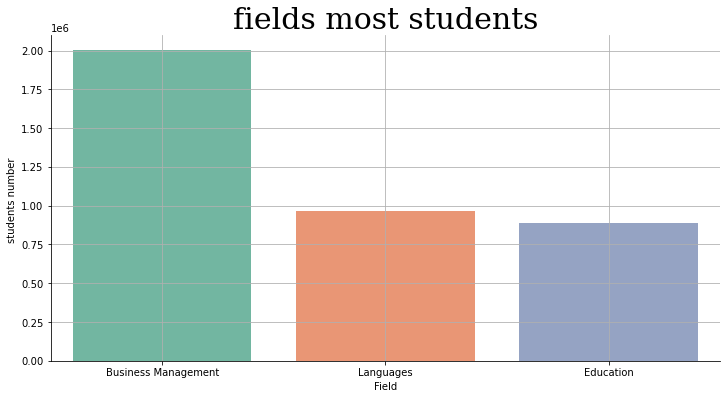 fields most students
1e6
2.00
1.75
1.50
1.25
1.00
0.75
0.50
0.25
0.00
students number
Business Management
Languages
Education
Field